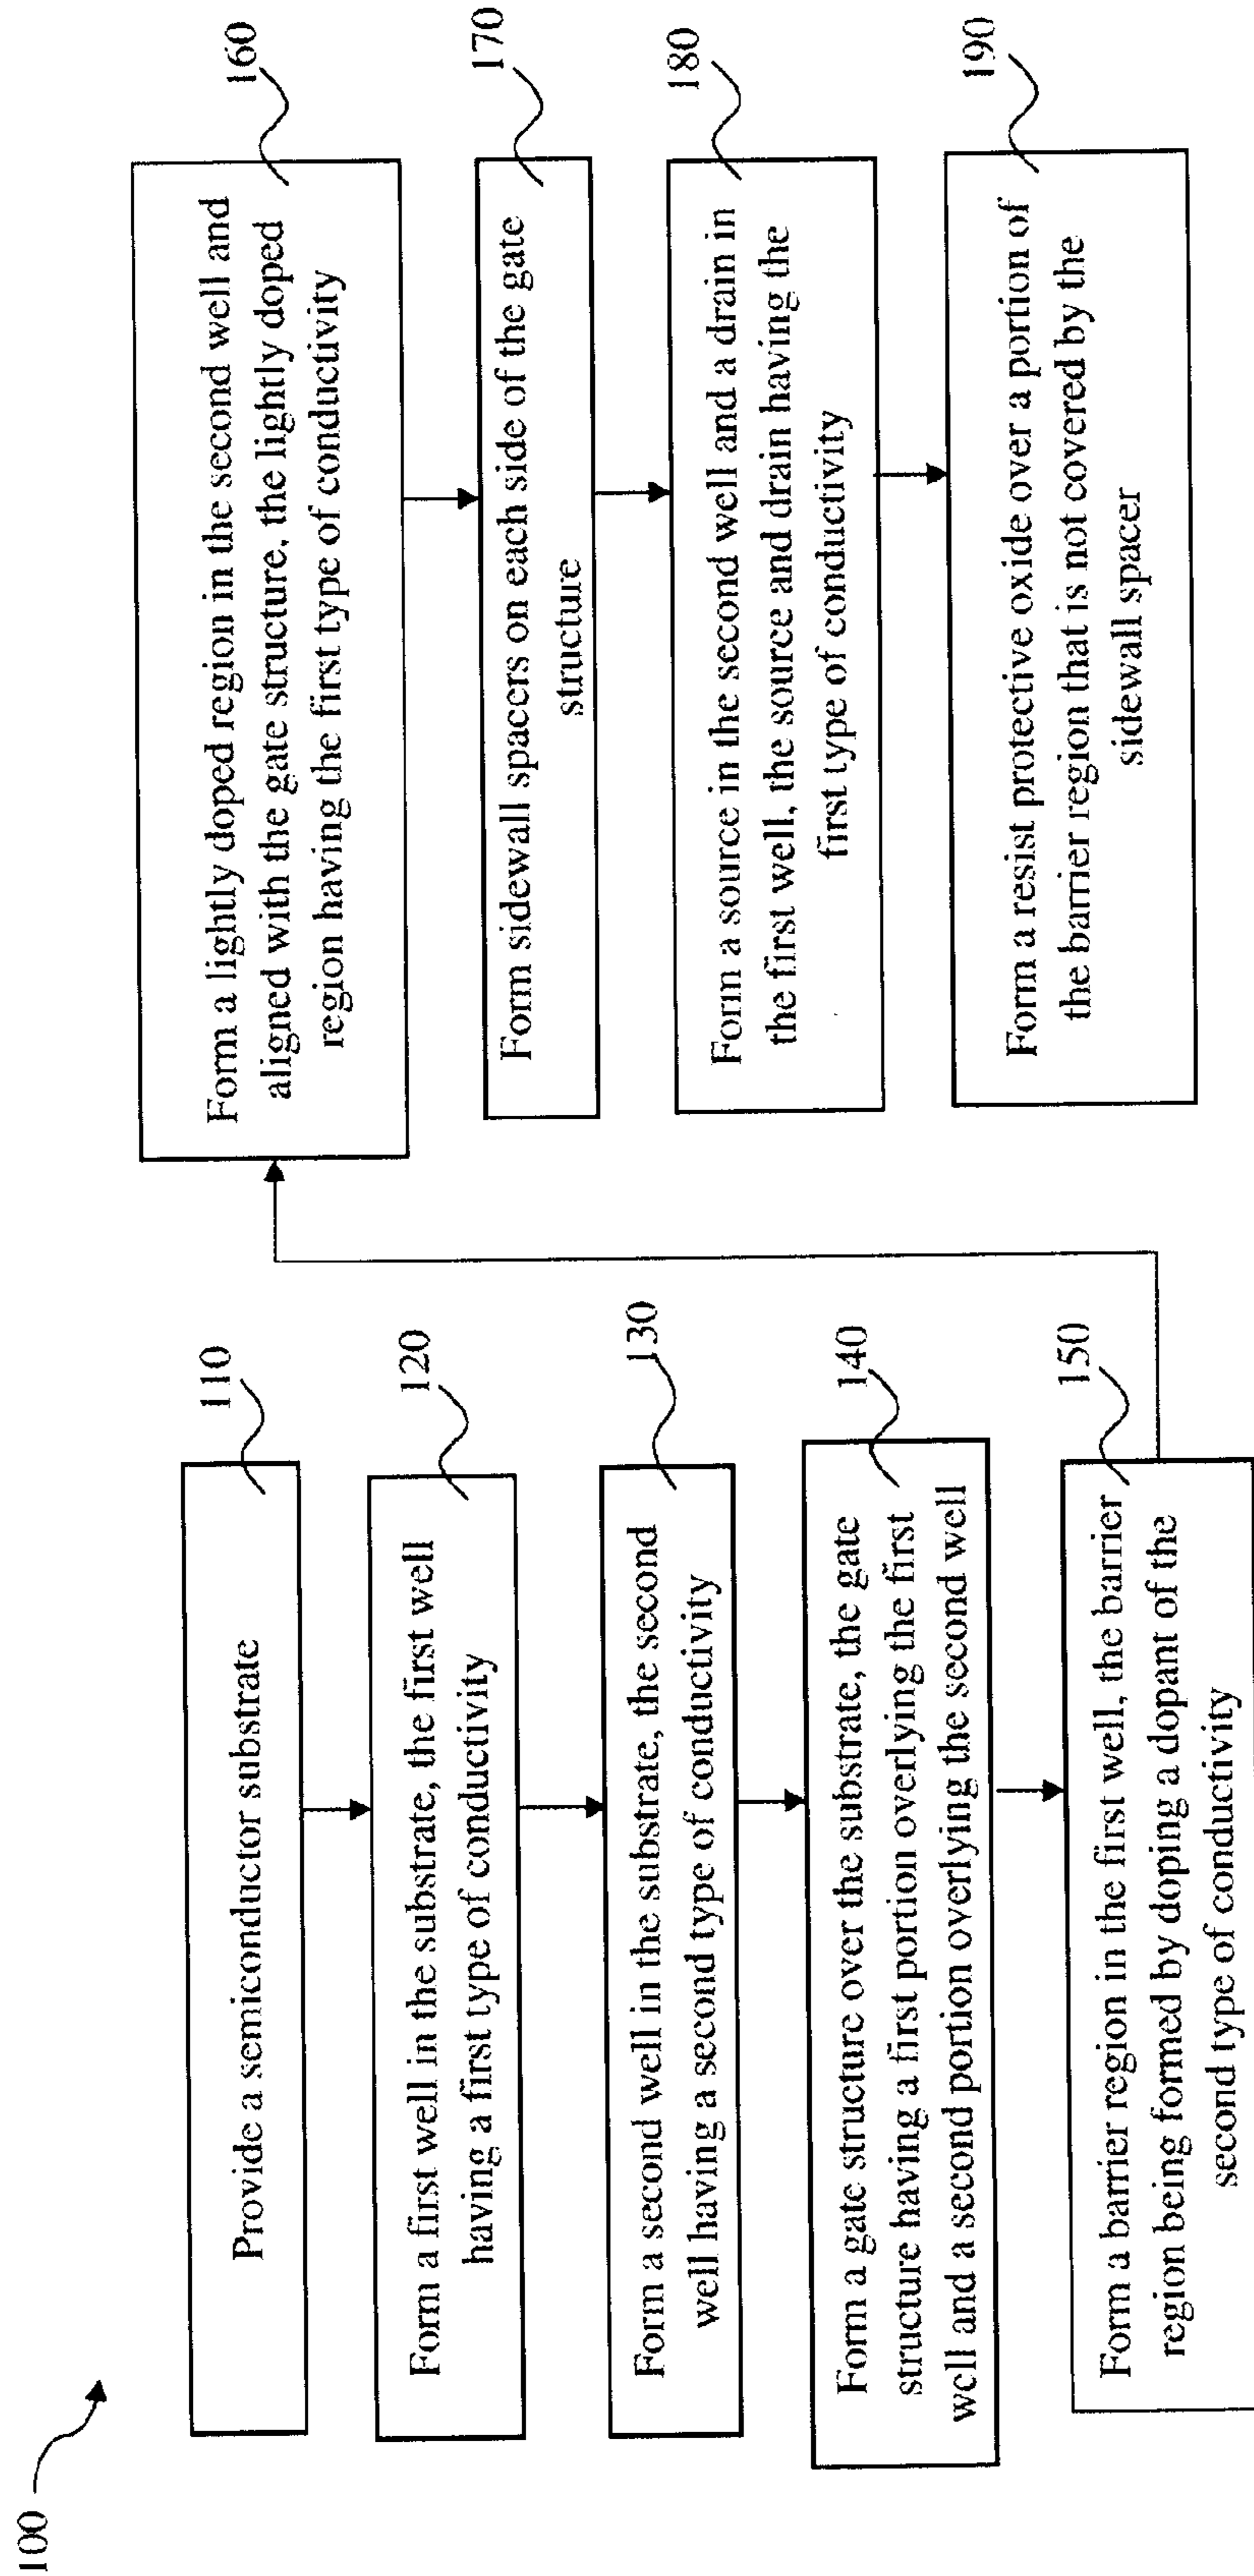 100
110
Provide a semiconductor substrate
120
Form a first well in the substrate, the first well
having a first type of conductivity
130
Form a second well in the substrate, the second
well having a second type of conductivity
140
Form a gate structure over the substrate, the gate
structure having a first portion overlying the first
well and a second portion overlying the second well
150
Form a barrier region in the first well, the barrier
region being formed by doping a dopant of the
second type of conductivity
160
Form a lightly doped region in the second well and
aligned with the gate structure, the lightly doped
region having the first type of conductivity
170
Form sidewall spacers on each side of the gate
structure
180
Form a source in the second well and a drain in
the first well, the source and drain having the
first type of conductivity
190
Form a resist protective oxide over a portion of
the barrier region that is not covered by the
sidewall spacer